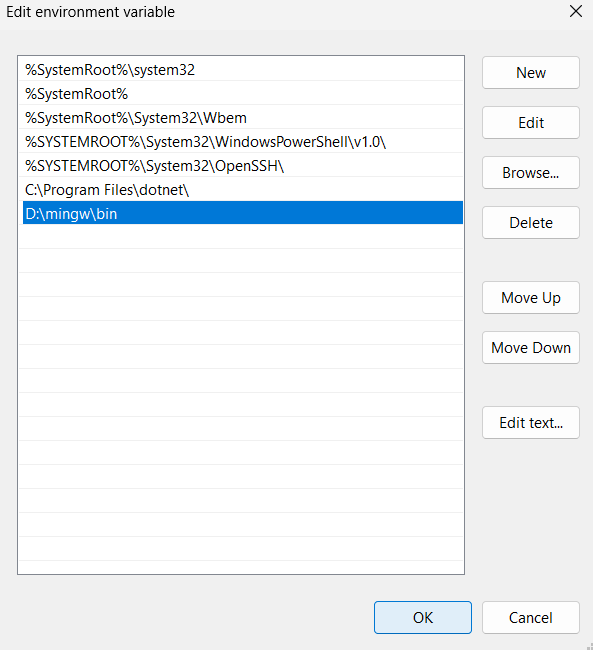 Edit environment variable
%SystemRoot%\system32
%SystemRoot%
%SystemRoot%\System32\Wbem
%SYSTEMROOT%\System32\WindowsPowerShell\v1.0\
%SYSTEMROOT%\System32\OpenSSH\
C:\Program Files\dotnet\
D:\mingw\bin
New
Edit
Browse...
Delete
Move Up
Move Down
Edit text...
OK
Cancel